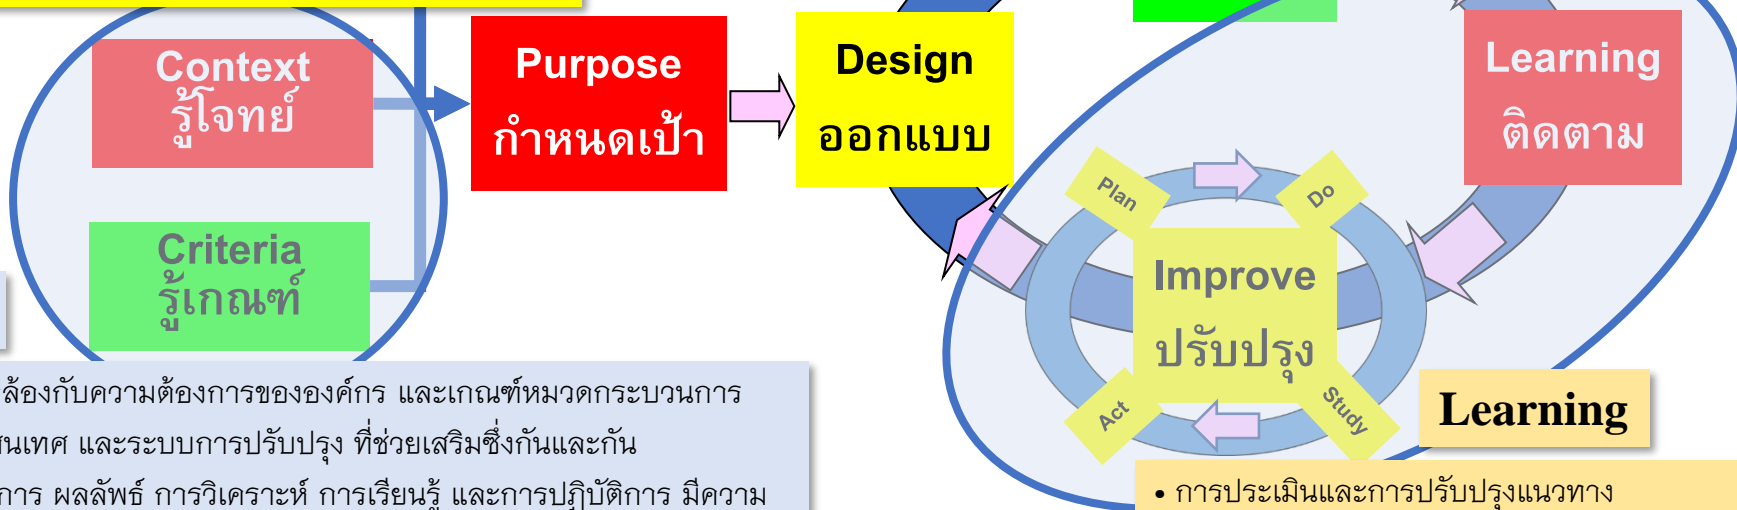 Context
รู้โจทย์
Criteria
รู้เกณฑ์
Purpose
กำหนดเป้า
Design
ออกแบบ
Learning
ติดตาม
Plan
Do
Improve
ปรับปรุง
Act
Study
Learning
• การประเมินและการปรับปรุงแนวทาง
ล้องกับความต้องการขององค์กร และเกณฑ์หมวดกระบวนการ
นเทศ และระบบการปรับปรุง ที่ช่วยเสริมซึ่งกันและกัน
การ ผลลัพธ์ การวิเคราะห์ การเรียนรู้ และการปฏิบัติการ มีความ